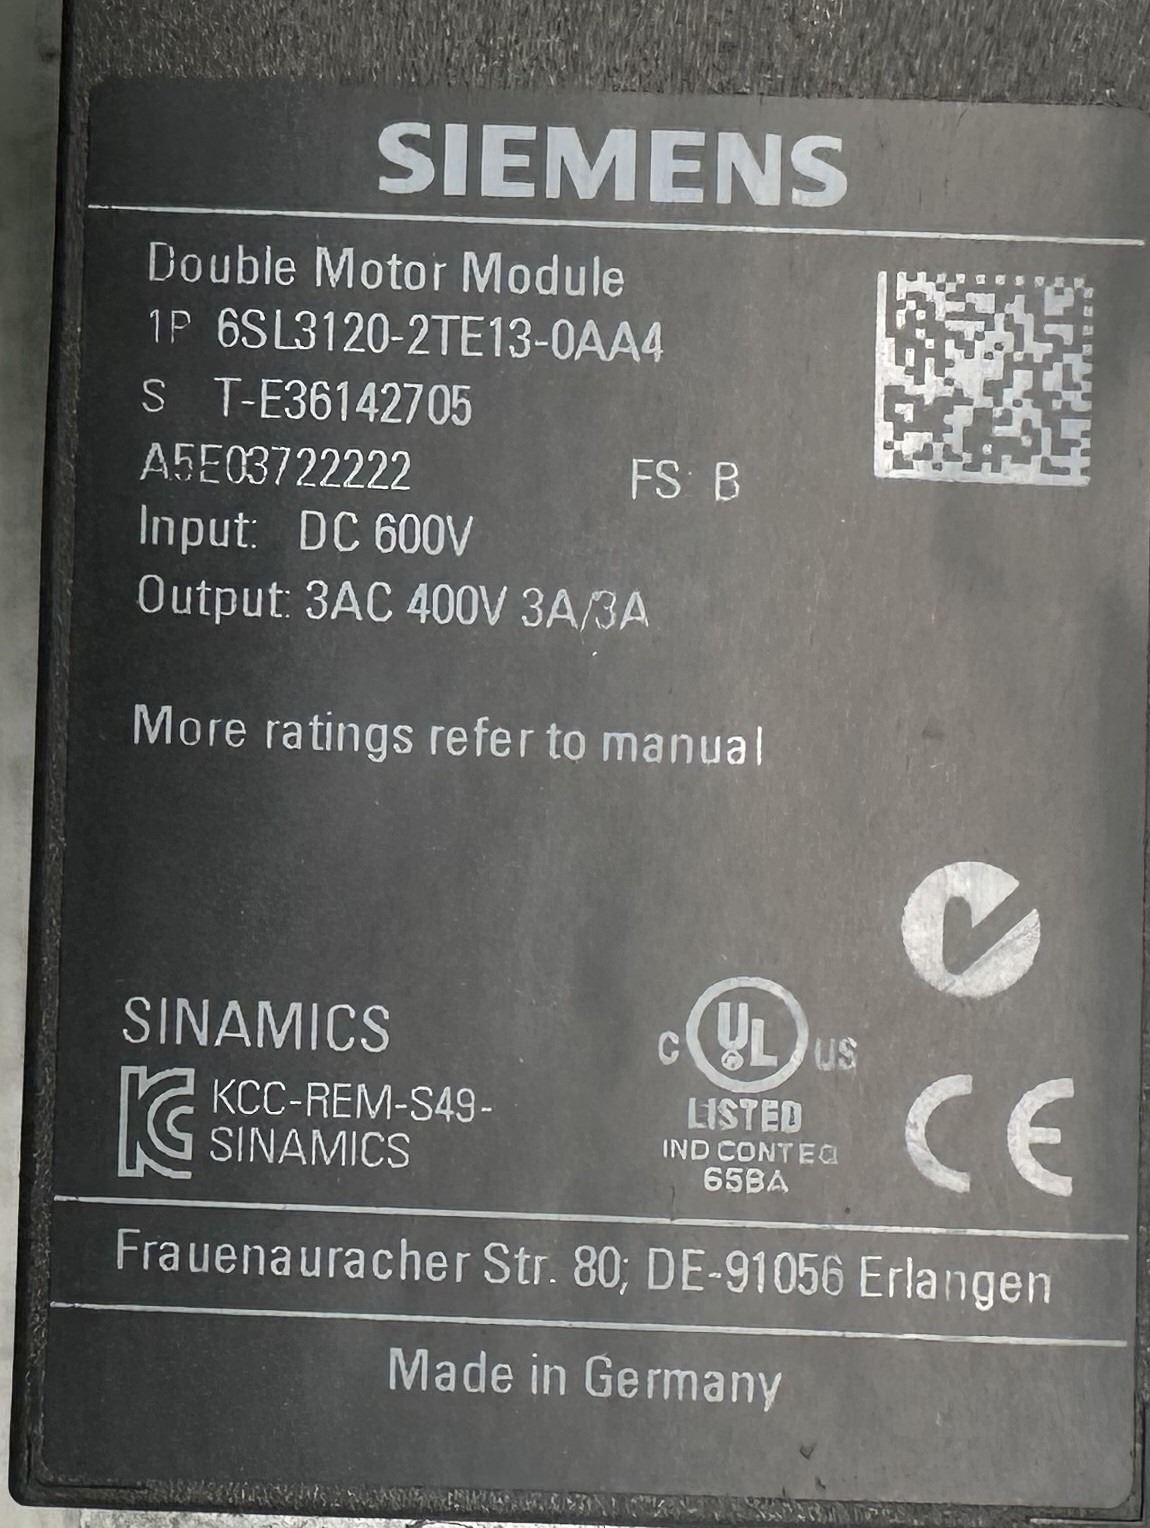 SIEMENS
Double Motor Module
1P 6SL3120-2TE13-0AA4
S T-E36142705
A5E03722222 FS: B
Input: DC 600V
Output: 3AC 400V 3A/3A
More ratings refer to manual
SINAMICS
KCC-REM-S49-
SINAMICS
C UL US
LISTED
IND CONT EQ
65BA
CE
Frauenauracher Str. 80; DE-91056 Erlangen
Made in Germany